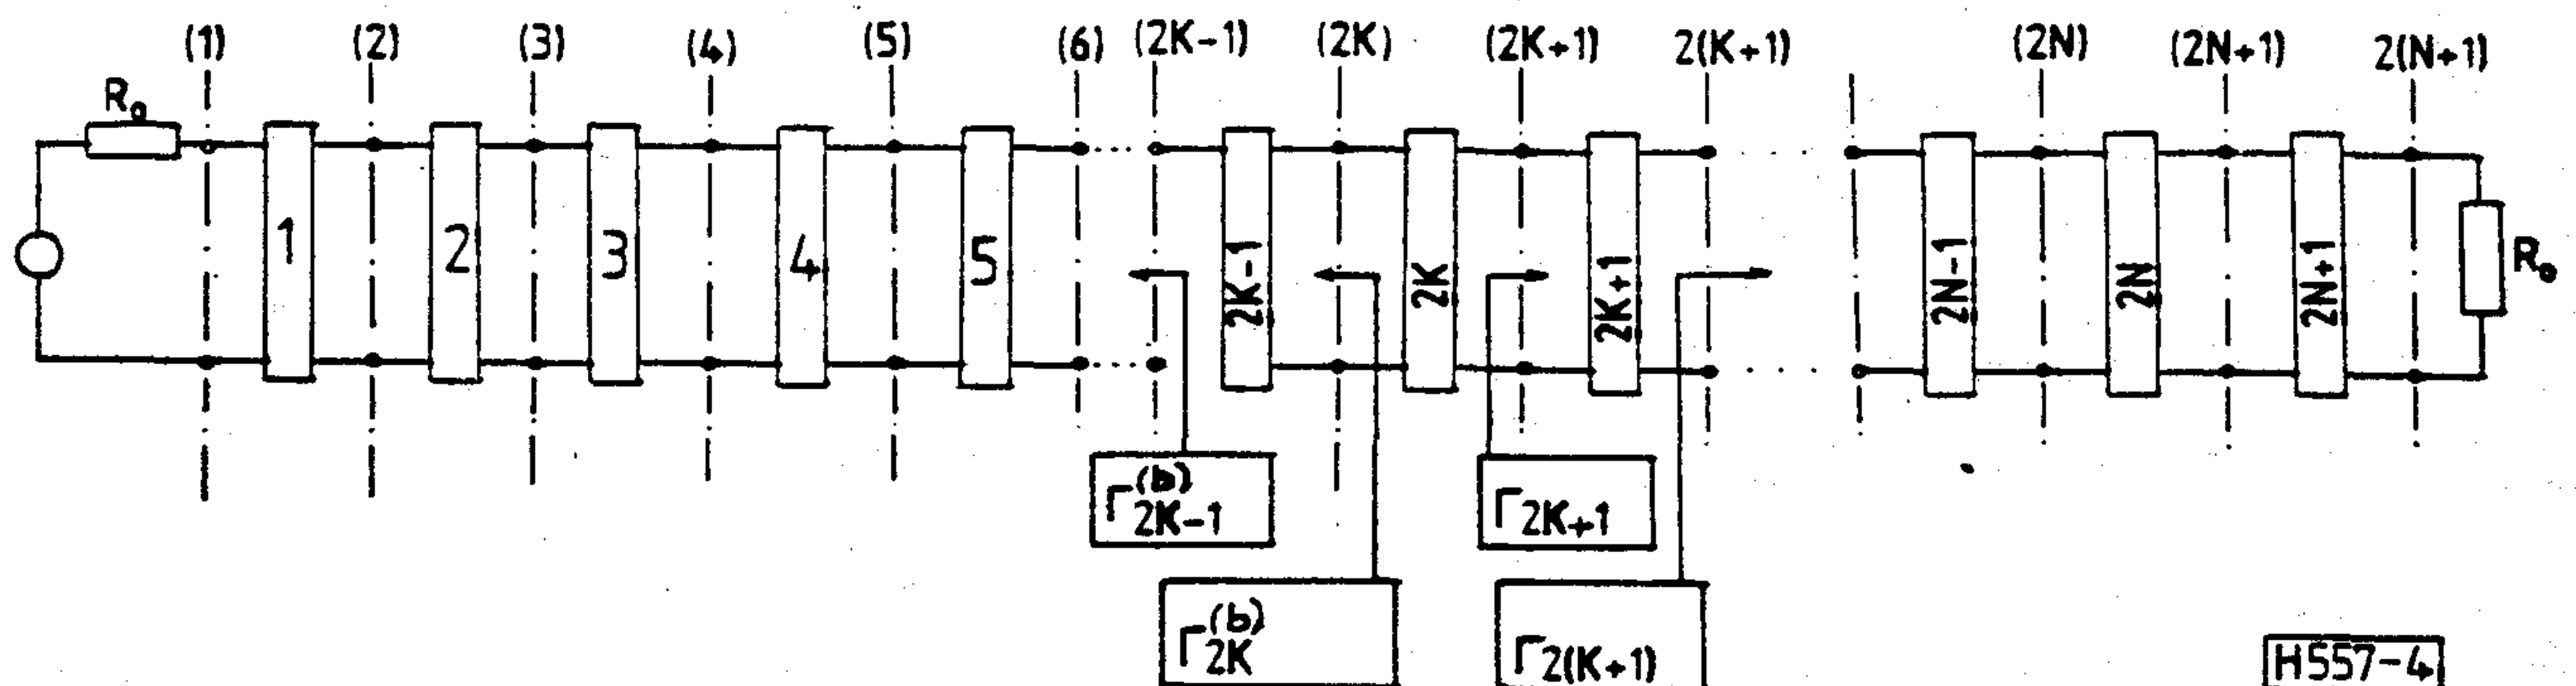 (1) (2) (3) (4) (5) (6) (2K-1) (2K) (2K+1) 2(K+1) (2N) (2N+1) 2(N+1)
R₀
1 2 3 4 5 2K-1 2K 2K+1 2N-1 2N 2N+1 R₀
Γ(b)2K-1 Γ2K+1
Γ(b)2K Γ2(K+1)
H557-4